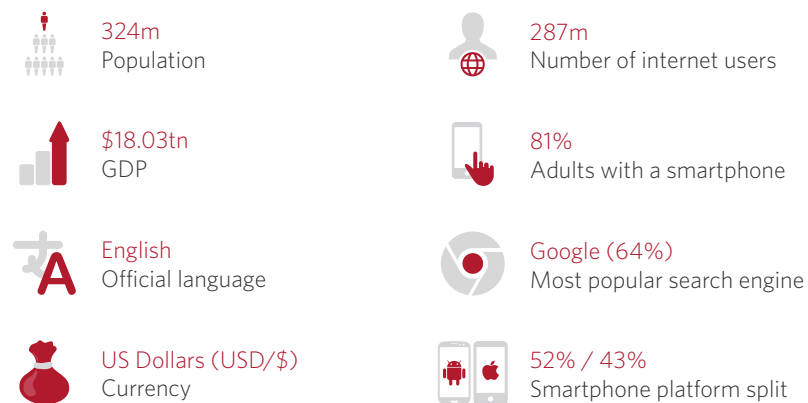 324m
Population
287m
Number of internet users
$18.03tn
GDP
81%
Adults with a smartphone
English
Official language
Google (64%)
Most popular search engine
US Dollars (USD/$)
Currency
52% / 43%
Smartphone platform split